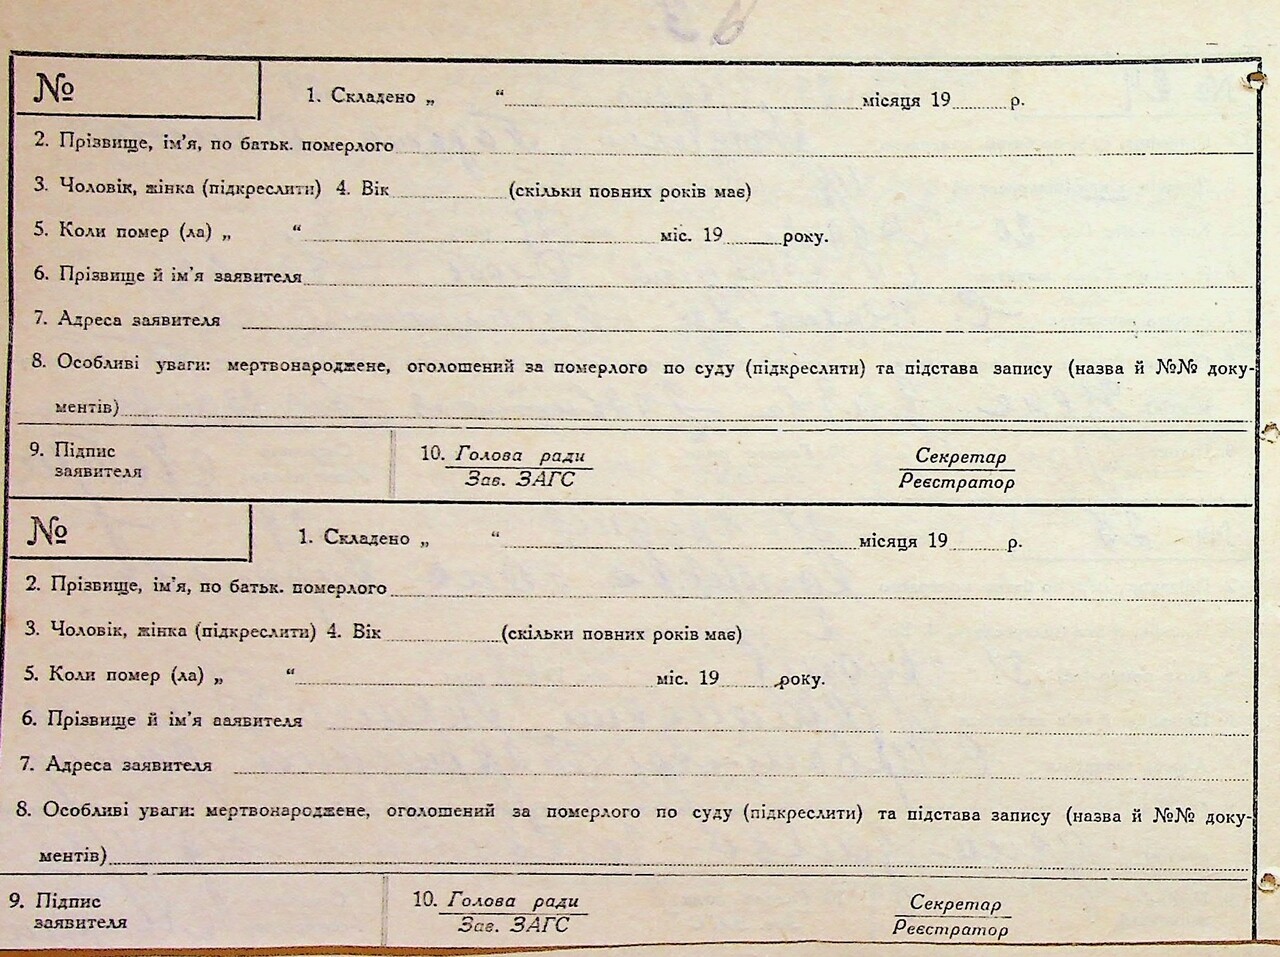 № 1. Складено „ “ місяця 19 р.
2. Прізвище, ім’я, по батьк. померлого
3. Чоловік, жінка (підкреслити) 4. Вік (скільки повних років має)
5. Коли помер (ла) „ “ міс. 19 року.
6. Прізвище й ім’я заявителя
7. Адреса заявителя
8. Особливі уваги: мертвонароджене, оголошений за померлого по суду (підкреслити) та підстава запису (назва й №№ доку-
ментів)
9. Підпис заявителя 10. Голова ради Зав. ЗАГС Секретар Реєстратор
№ 1. Складено „ “ місяця 19 р.
2. Прізвище, ім’я, по батьк. померлого
3. Чоловік, жінка (підкреслити) 4. Вік (скільки повних років має)
5. Коли помер (ла) „ “ міс. 19 року.
6. Прізвище й ім’я ааявителя
7. Адреса заявителя
8. Особливі уваги: мертвонароджене, оголошений за померлого по суду (підкреслити) та підстава запису (назва й №№ доку-
ментів)
9. Підпис заявителя 10. Голова ради Зав. ЗАГС Секретар Реєстратор